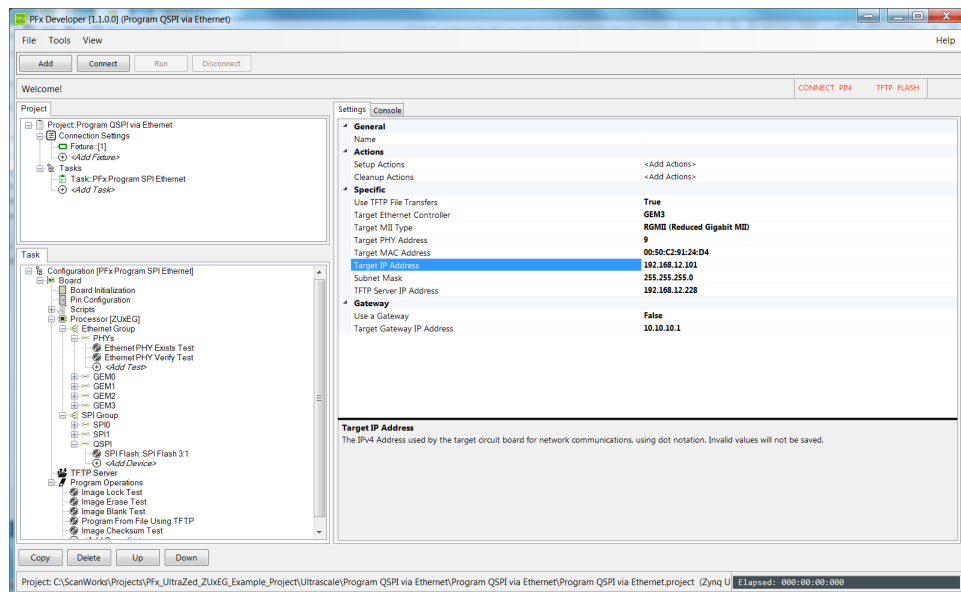 PFx Developer [1.1.0.0] (Program QSPI via Ethernet)
File Tools View Help
Add Connect Run Disconnect
Welcome! CONNECT PIN TFTP FLASH
Project
Project::Program QSPI via Ethernet
Connection Settings
Fixture::[1]
<Add Fixture>
Tasks
Task::PFx Program SPI Ethernet
<Add Task>
Task
Configuration [PFx Program SPI Ethernet]
Board
Board Initialization
Pin Configuration
Scripts
Processor [ZUxEG]
Ethernet Group
PHYs
Ethernet PHY Exists Test
Ethernet PHY Verify Test
<Add Test>
GEM0
GEM1
GEM2
GEM3
SPI Group
SPI0
SPI1
QSPI
SPI Flash::SPI Flash 3:1
<Add Device>
TFTP Server
Program Operations
Image Lock Test
Image Erase Test
Image Blank Test
Program From File Using TFTP
Image Checksum Test
Settings Console
General
Name
Actions
Setup Actions <Add Actions>
Cleanup Actions <Add Actions>
Specific
Use TFTP File Transfers True
Target Ethernet Controller GEM3
Target MII Type RGMII (Reduced Gigabit MII)
Target PHY Address 9
Target MAC Address 00:50:C2:91:24:D4
Target IP Address 192.168.12.101
Subnet Mask 255.255.255.0
TFTP Server IP Address 192.168.12.228
Gateway
Use a Gateway False
Target Gateway IP Address 10.10.10.1
Target IP Address
The IPv4 Address used by the target circuit board for network communications, using dot notation. Invalid values will not be saved.
Copy Delete Up Down
Project: C:\ScanWorks\Projects\PFx_UltraZed_ZUxEG_Example_Project\Ultrascale\Program QSPI via Ethernet\Program QSPI via Ethernet\Program QSPI via Ethernet.project (Zynq U Elapsed: 000:00:00:000